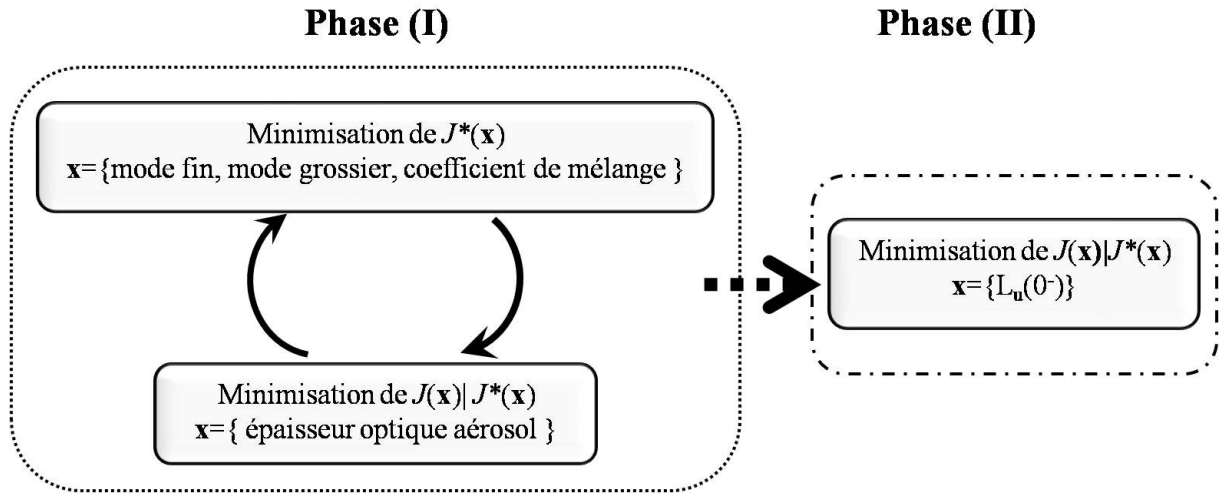 Phase (I)
Phase (II)
Minimisation de J*(x)
x={mode fin, mode grossier, coefficient de mélange }
Minimisation de J(x)| J*(x)
x={ épaisseur optique aérosol }
Minimisation de J(x)|J*(x)
x={Lu(0-)}